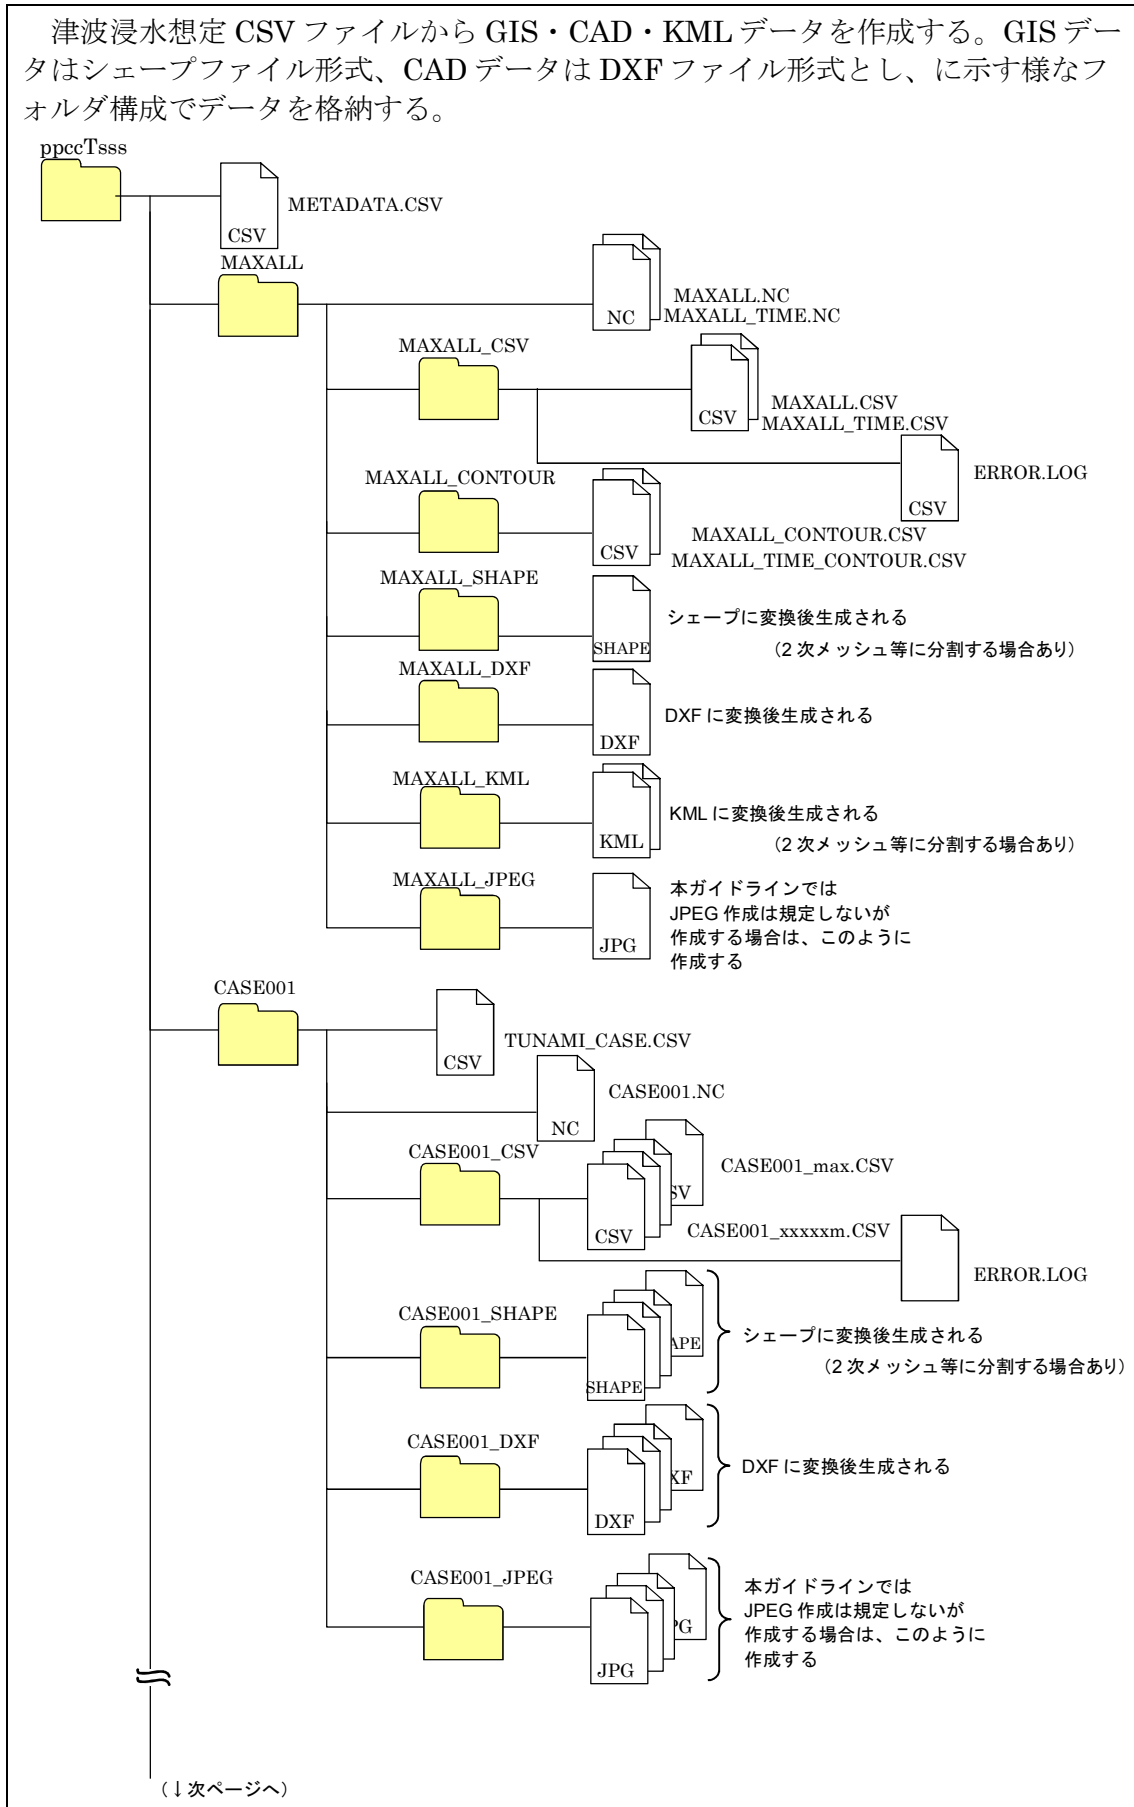 津波浸水想定 CSV ファイルから GIS・CAD・KML データを作成する。GIS デー
タはシェープファイル形式、CAD データは DXF ファイル形式とし、に示す様なフ
ォルダ構成でデータを格納する。
ppccTsss
CSV
METADATA.CSV
MAXALL
NC
MAXALL.NC
MAXALL_TIME.NC
MAXALL_CSV
CSV
MAXALL.CSV
MAXALL_TIME.CSV
CSV
ERROR.LOG
MAXALL_CONTOUR
CSV
MAXALL_CONTOUR.CSV
MAXALL_TIME_CONTOUR.CSV
MAXALL_SHAPE
SHAPE
シェープに変換後生成される
（2 次メッシュ等に分割する場合あり）
MAXALL_DXF
DXF
DXF に変換後生成される
MAXALL_KML
KML
KML に変換後生成される
（2 次メッシュ等に分割する場合あり）
MAXALL_JPEG
JPG
本ガイドラインでは
JPEG 作成は規定しないが
作成する場合は、このように
作成する
CASE001
CSV
TUNAMI_CASE.CSV
NC
CASE001.NC
CASE001_CSV
SV
CSV
CASE001_max.CSV
CASE001_xxxxxm.CSV
ERROR.LOG
CASE001_SHAPE
APE
SHAPE
シェープに変換後生成される
（2 次メッシュ等に分割する場合あり）
CASE001_DXF
XF
DXF
DXF に変換後生成される
CASE001_JPEG
PG
JPG
本ガイドラインでは
JPEG 作成は規定しないが
作成する場合は、このように
作成する
（↓次ページへ）